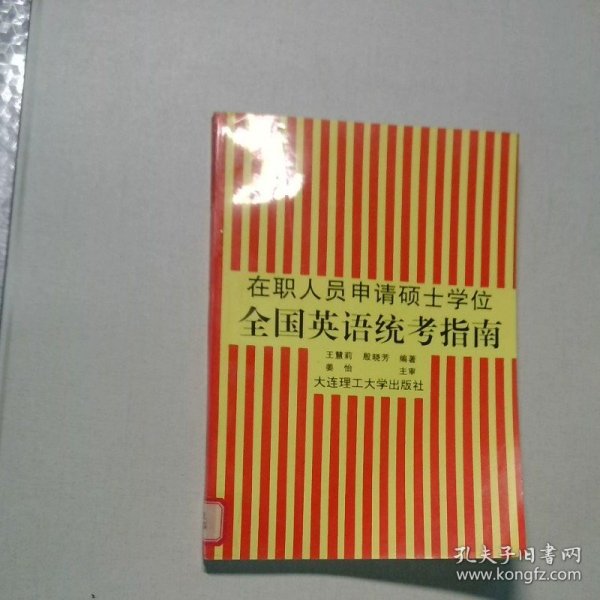 在职人员申请硕士学位
全国英语统考指南
王慧莉 殷晓芳 编著
姜怡 主审
大连理工大学出版社
孔夫子旧书网
www.kongfz.com